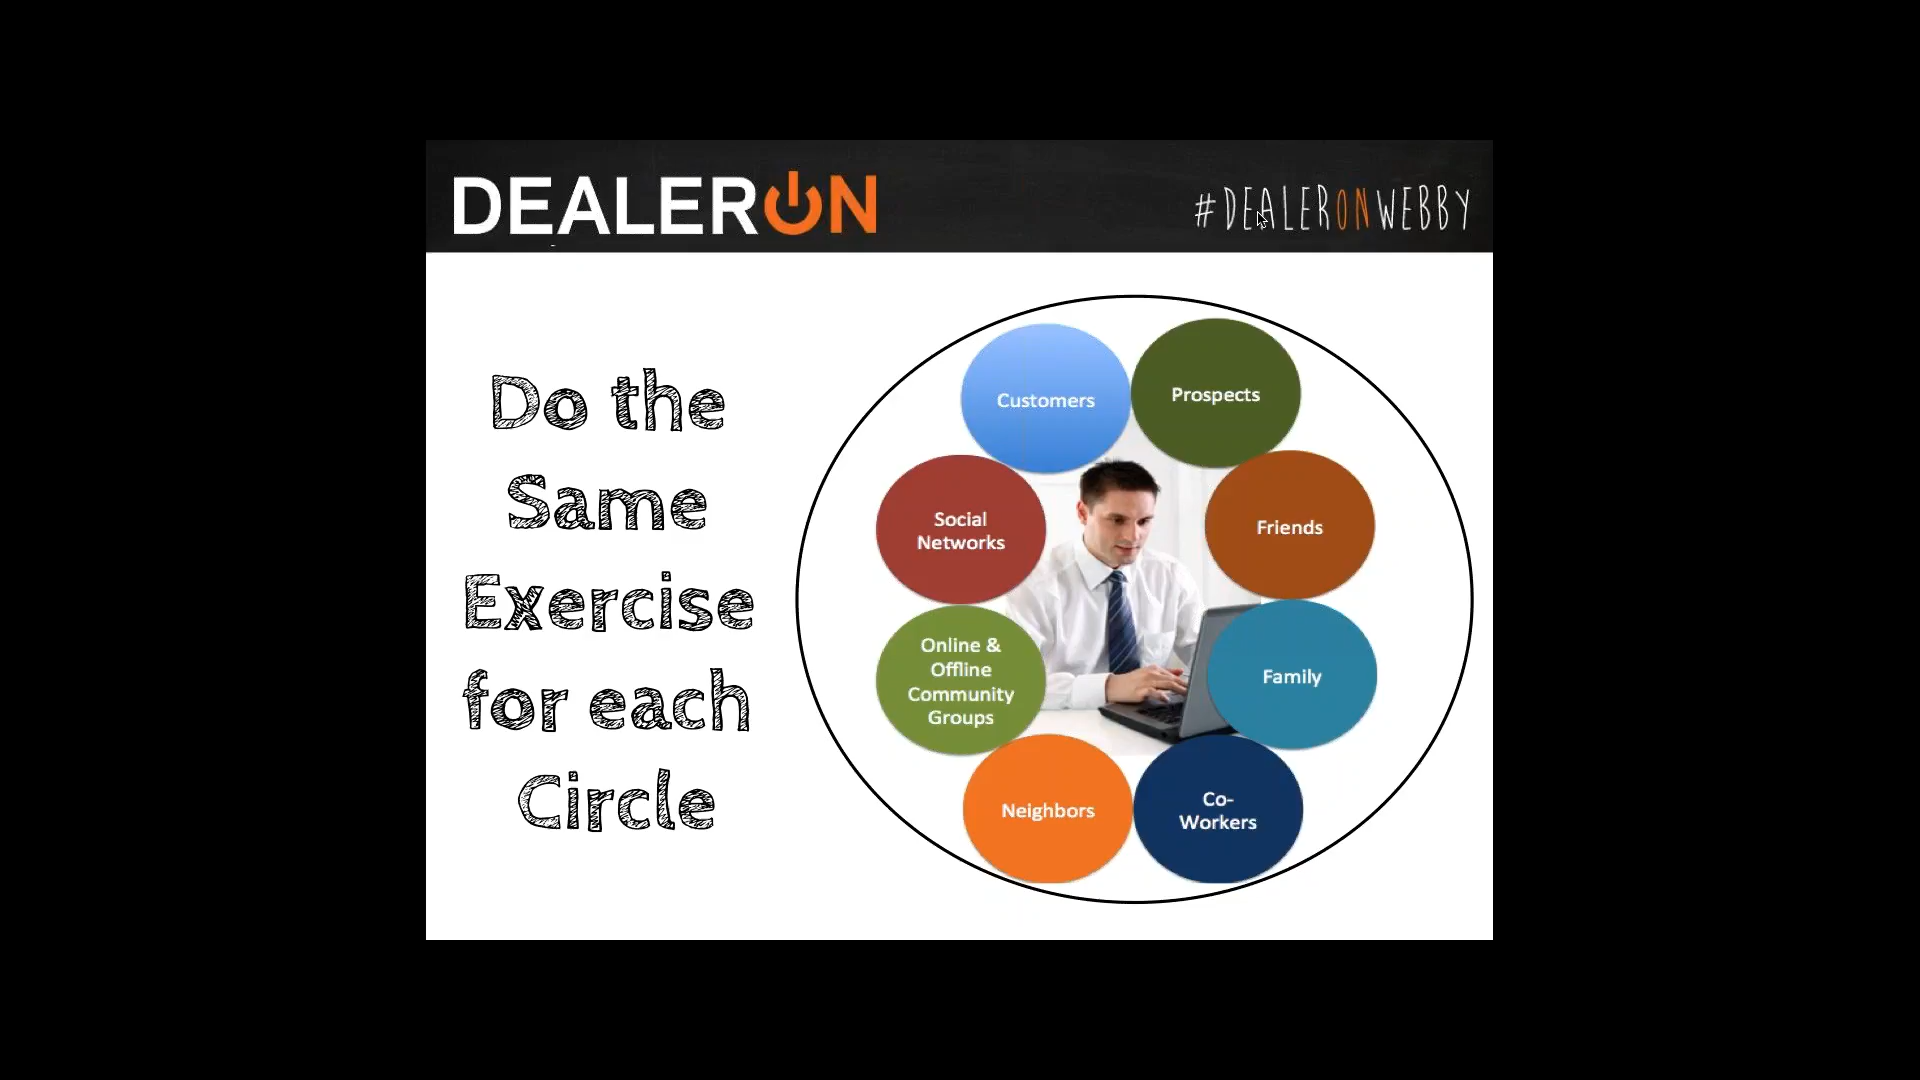 DEALERON
#DEALERONWEBBY
Do the
Same
Exercise
for each
Circle
Customers
Prospects
Social
Networks
Friends
Online &
Offline
Community
Groups
Family
Neighbors
Co-
Workers